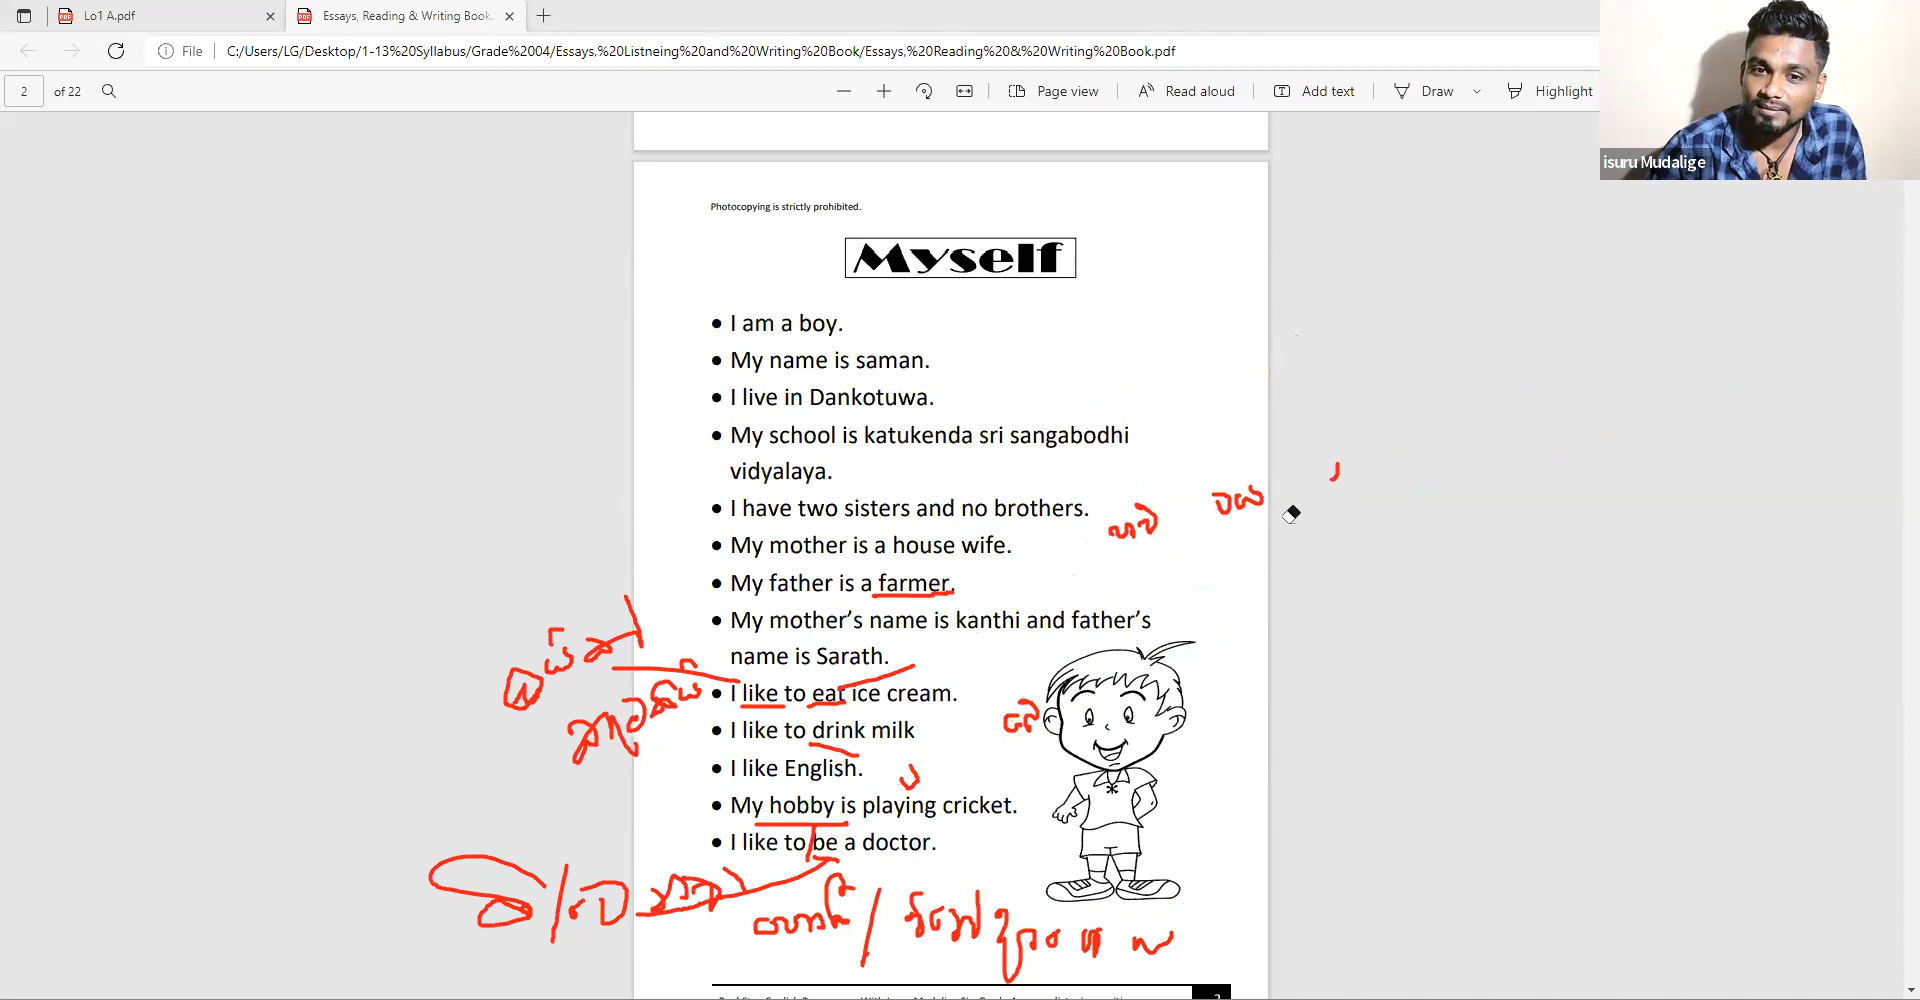 Lo1 A.pdf
Essays, Reading & Writing Book.
File
C:/Users/LG/Desktop/1-13%20Syllabus/Grade%2004/Essays,%20Listneing%20and%20Writing%20Book/Essays,%20Reading%20&%20Writing%20Book.pdf
2 of 22
Page view
Read aloud
Add text
Draw
Highlight
isuru Mudalige
Photocopying is strictly prohibited.
Myself
• I am a boy.
• My name is saman.
• I live in Dankotuwa.
• My school is katukenda sri sangabodhi
vidyalaya.
• I have two sisters and no brothers.
• My mother is a house wife.
• My father is a farmer.
• My mother’s name is kanthi and father’s
name is Sarath.
• I like to eat ice cream.
• I like to drink milk
• I like English.
• My hobby is playing cricket.
• I like to be a doctor.
2